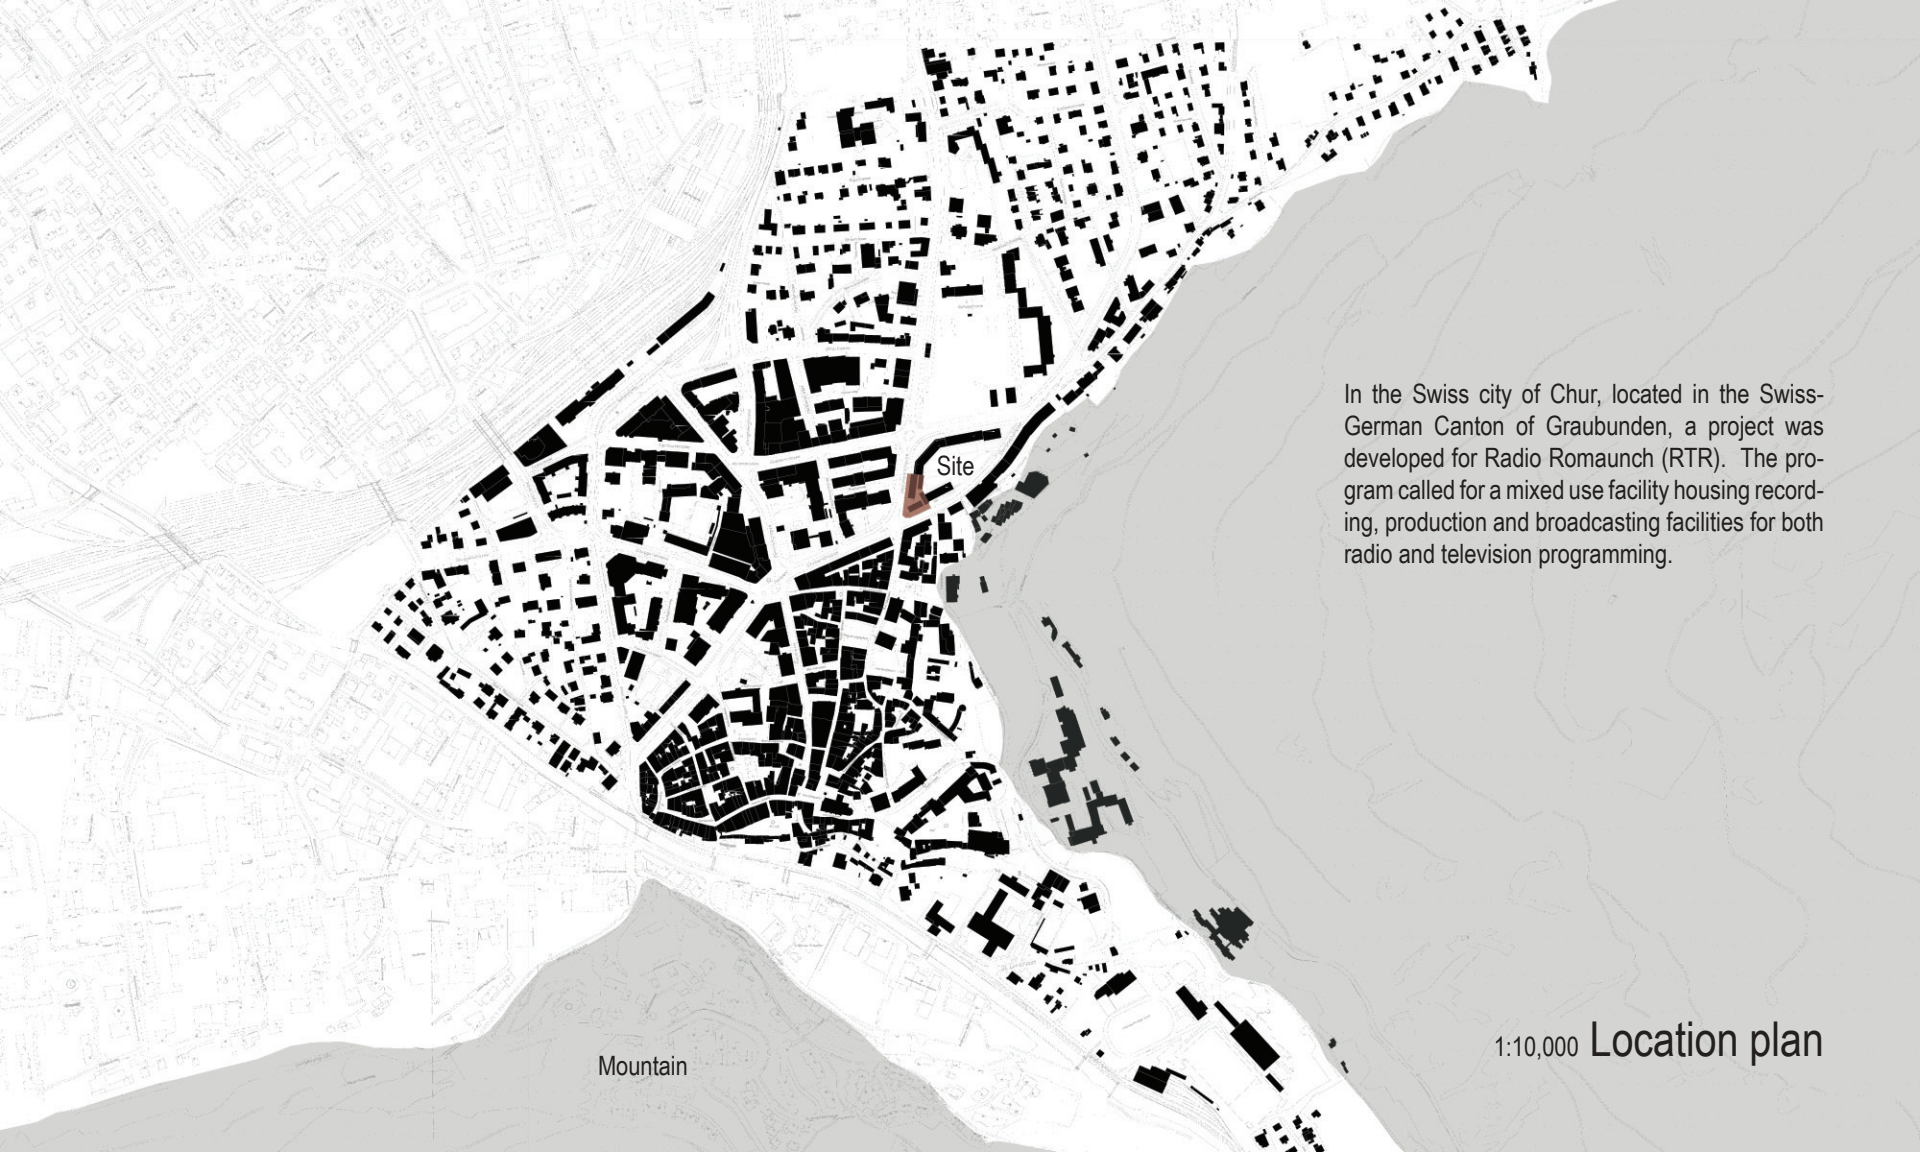 Site
In the Swiss city of Chur, located in the Swiss-
German Canton of Graubunden, a project was
developed for Radio Romaunch (RTR). The pro-
gram called for a mixed use facility housing record-
ing, production and broadcasting facilities for both
radio and television programming.
1:10,000 Location plan
Mountain